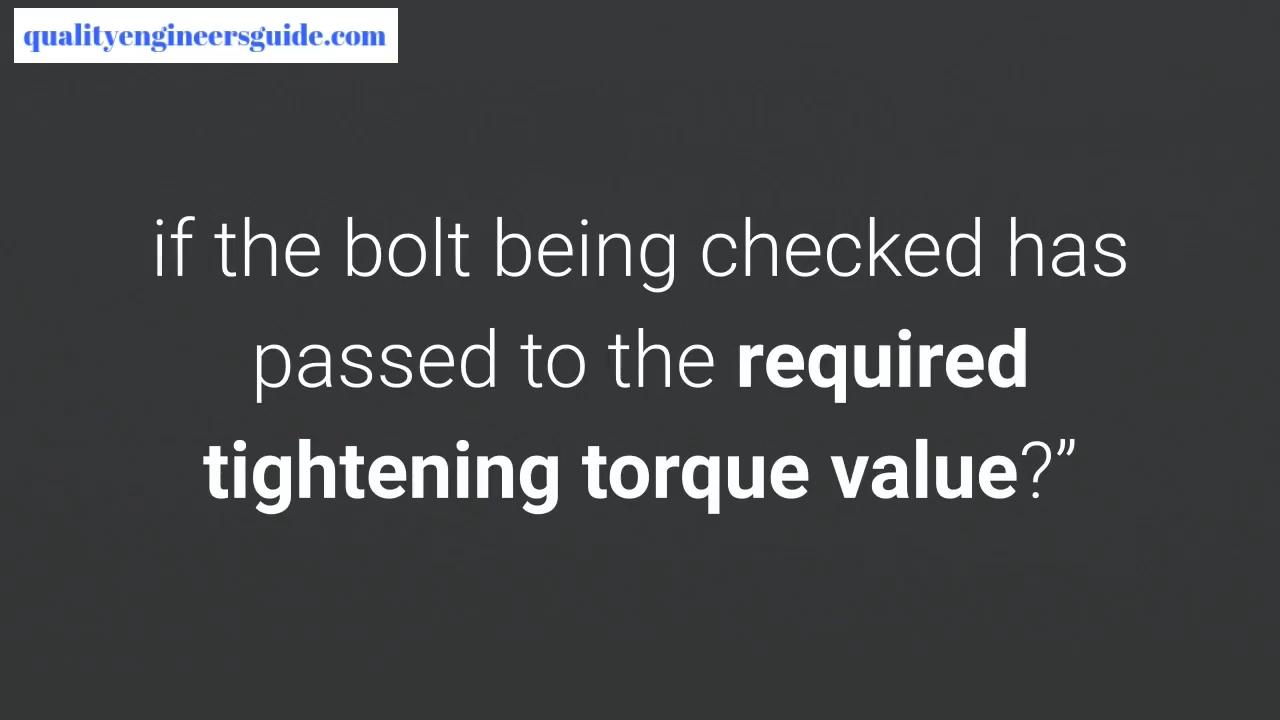 qualityengineersguide.com
if the bolt being checked has
passed to the required
tightening torque value?”